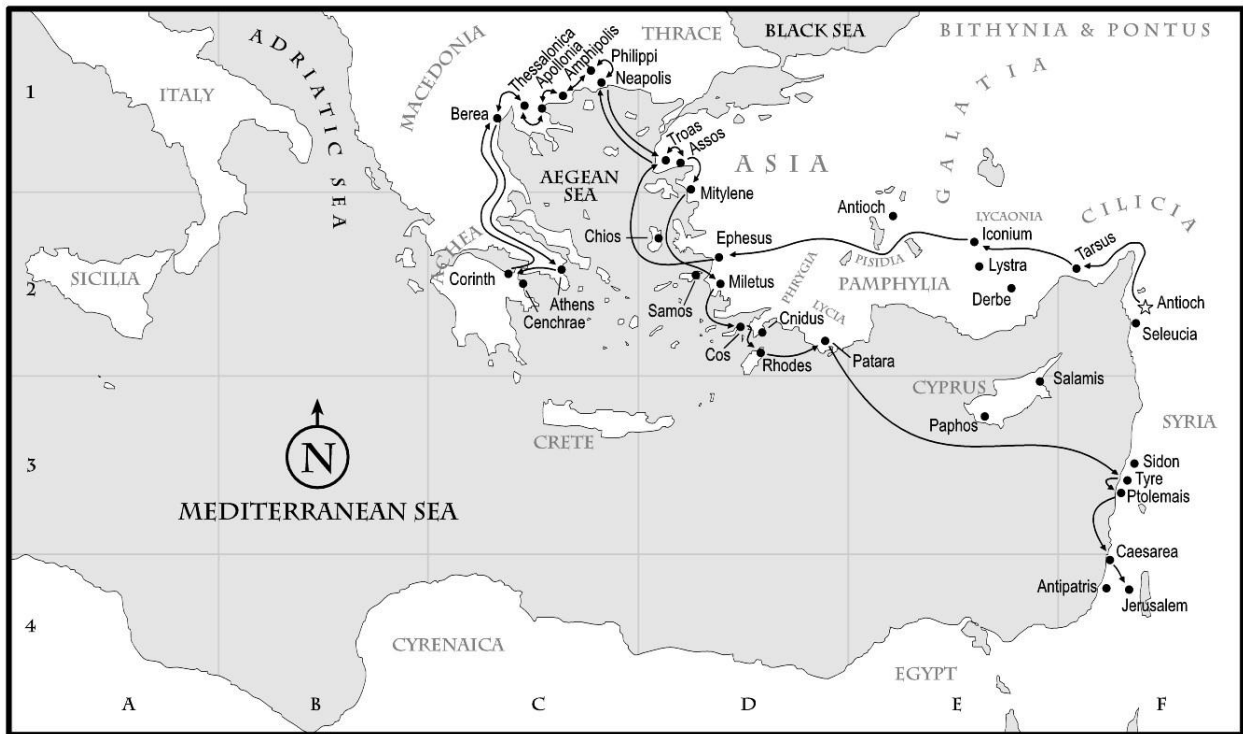 THRACE
BLACK SEA
BITHYNIA & PONTUS
ADRIATIC SEA
MACEDONIA
Thessalonica
Apollonia
Amphipolis
Philippi
Neapolis
1
ITALY
Berea
GALATIA
Troas
Assos
ASIA
AEGEAN
SEA
Mitylene
Antioch
LYCAONIA
CILICIA
Iconium
Chios
Ephesus
ACHEA
PISIDIA
Tarsus
SICILIA
Corinth
Lystra
2
Miletus
PHRYGIA
PAMPHYLIA
Athens
Derbe
Cenchrae
Samos
LYCIA
Antioch
Cnidus
Seleucia
Cos
Rhodes
Patara
CYPRUS
Salamis
Paphos
SYRIA
CRETE
N
3
Sidon
Tyre
Ptolemais
MEDITERRANEAN SEA
Caesarea
Antipatris
Jerusalem
4
CYRENAICA
EGYPT
A B C D E F